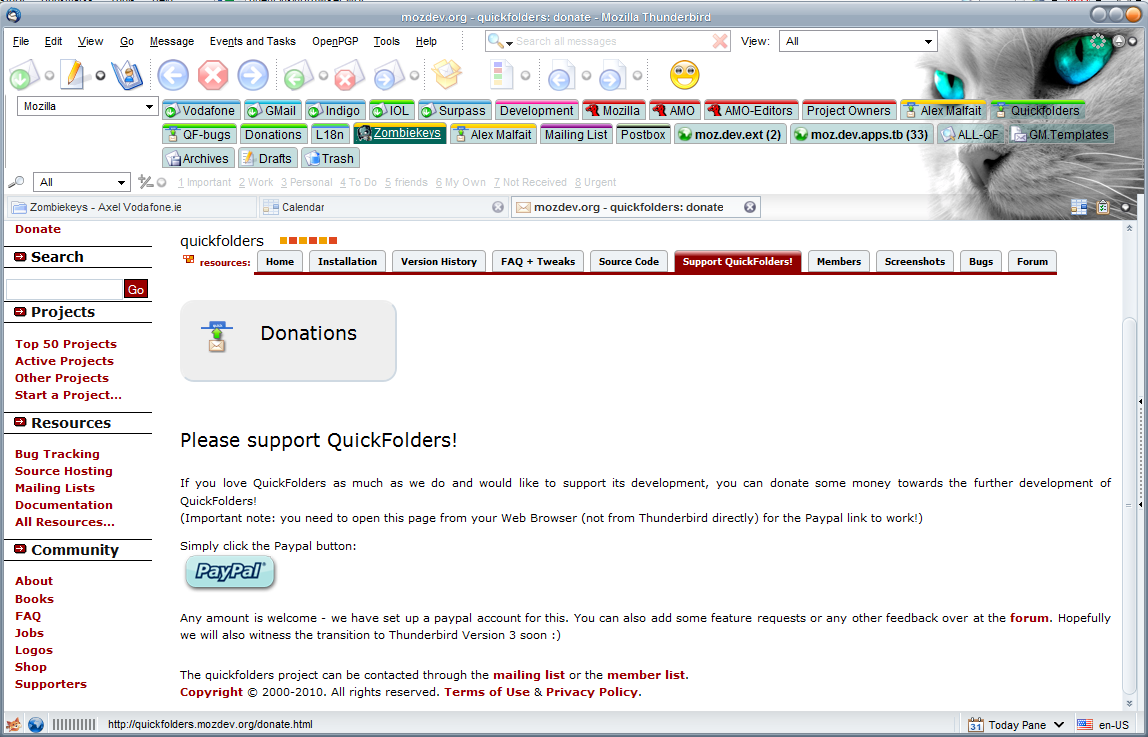 mozdev.org - quickfolders: donate - Mozilla Thunderbird
File Edit View Go Message Events and Tasks OpenPGP Tools Help Search all messages View: All
Mozilla Vodafone GMail Indigo IOL Surpass Development Mozilla AMO AMO-Editors Project Owners Alex Malfait Quickfolders
QF-bugs Donations L18n Zombiekeys Alex Malfait Mailing List Postbox moz.dev.ext (2) moz.dev.apps.tb (33) ALL-QF GM.Templates
Archives Drafts Trash
All 1 Important 2 Work 3 Personal 4 To Do 5 friends 6 My Own 7 Not Received 8 Urgent
Zombiekeys - Axel Vodafone.ie Calendar mozdev.org - quickfolders: donate
Donate
Search
Go
Projects
Top 50 Projects
Active Projects
Other Projects
Start a Project...
Resources
Bug Tracking
Source Hosting
Mailing Lists
Documentation
All Resources...
Community
About
Books
FAQ
Jobs
Logos
Shop
Supporters
quickfolders
resources: Home Installation Version History FAQ + Tweaks Source Code Support QuickFolders! Members Screenshots Bugs Forum
Donations
Please support QuickFolders!
If you love QuickFolders as much as we do and would like to support its development, you can donate some money towards the further development of
QuickFolders!
(Important note: you need to open this page from your Web Browser (not from Thunderbird directly) for the Paypal link to work!)
Simply click the Paypal button:
PayPal
Any amount is welcome - we have set up a paypal account for this. You can also add some feature requests or any other feedback over at the forum. Hopefully
we will also witness the transition to Thunderbird Version 3 soon :)
The quickfolders project can be contacted through the mailing list or the member list.
Copyright © 2000-2010. All rights reserved. Terms of Use & Privacy Policy.
http://quickfolders.mozdev.org/donate.html 31 Today Pane en-US